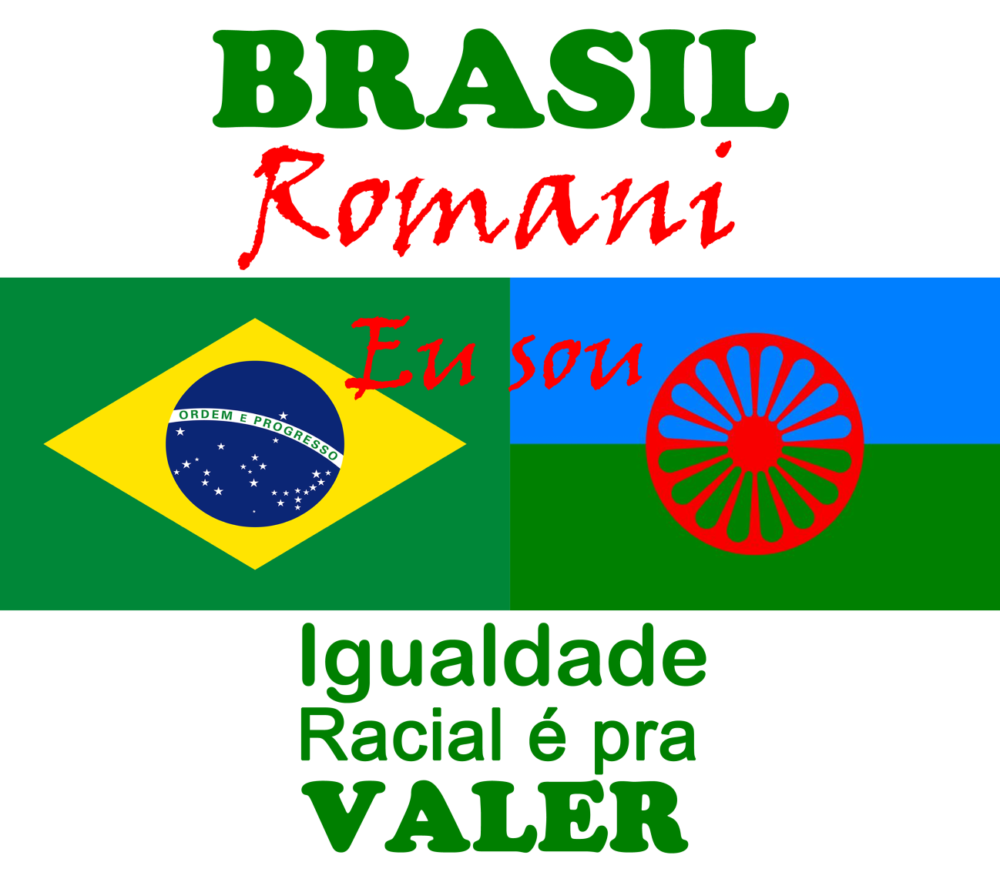 BRASIL
Romani
Eu sou
ORDEM E PROGRESSO
Igualdade
Racial é pra
VALER